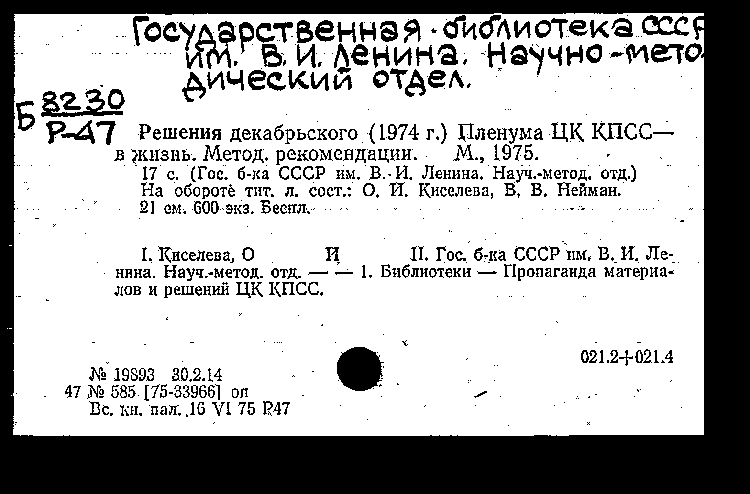 Государственная библиотека СССР
им. В. И. Ленина. Научно-мето-
дический отдел.
Б 8230
Р-47
Решения декабрьского (1974 г.) Пленума ЦК КПСС—
в жизнь. Метод. рекомендации. М., 1975.
17 с. (Гос. б-ка СССР им. В. И. Ленина. Науч.-метод. отд.)
На обороте тит. л. сост.: О. И. Киселева, В. В. Нейман.
21 см. 600 экз. Беспл.
I. Киселева, О И II. Гос. б-ка СССР им. В. И. Ле-
нина. Науч.-метод. отд. — — 1. Библиотеки — Пропаганда материа-
лов и решений ЦК КПСС.
021.2+021.4
№ 19893 30.2.14
47 № 585 [75-33966] оп
Вс. кн. пал. 16 VI 75 Р47